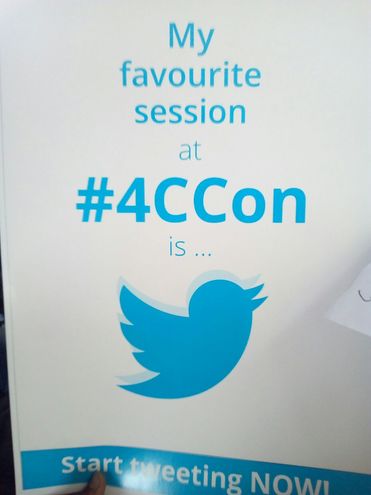 My
favourite
session
at
#4CCon
is ...
Start tweeting NOW!